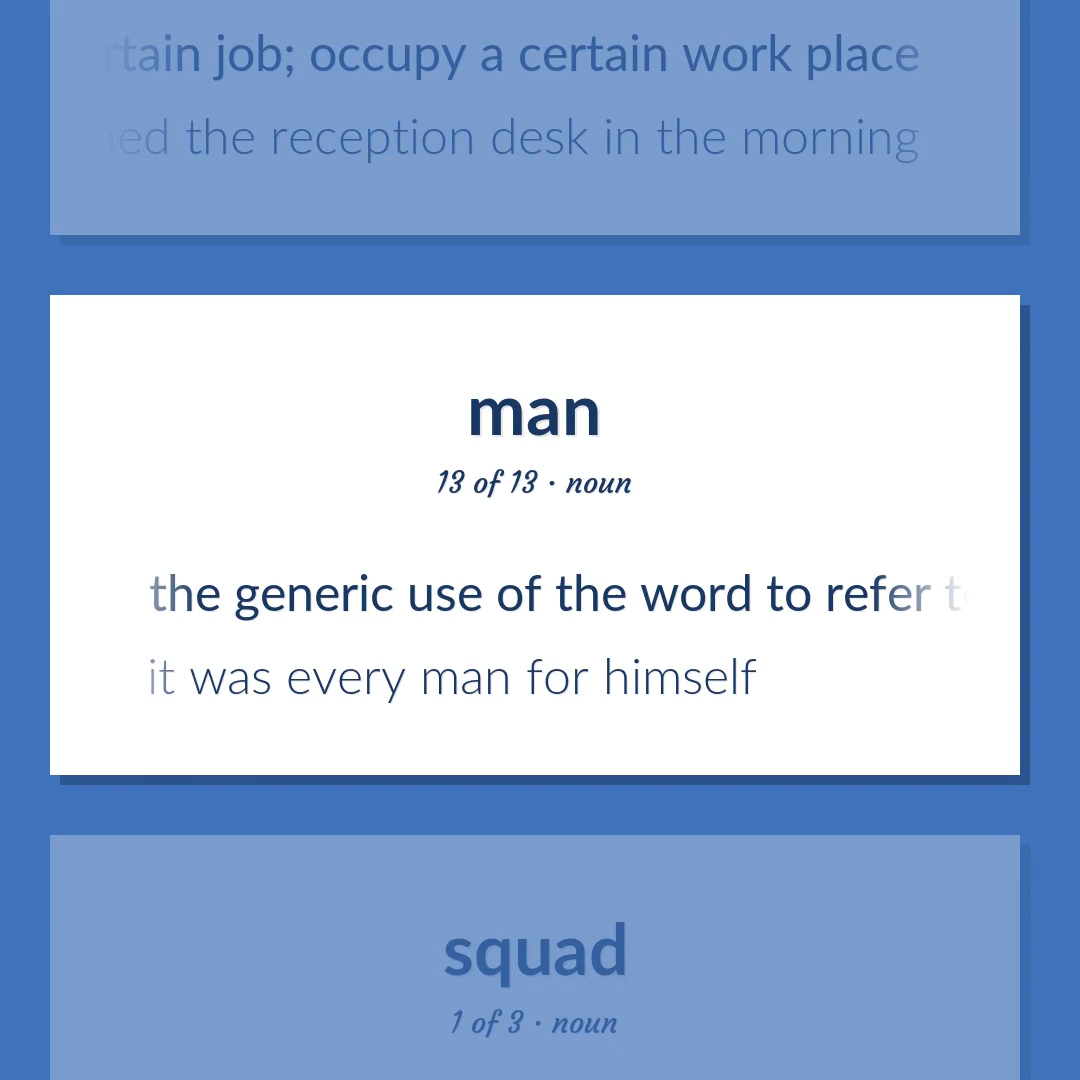 job; occupy a certain work place
the reception desk in the morning
man
13 of 13 · noun
the generic use of the word to refer
it was every man for himself
squad
1 of 3 · noun